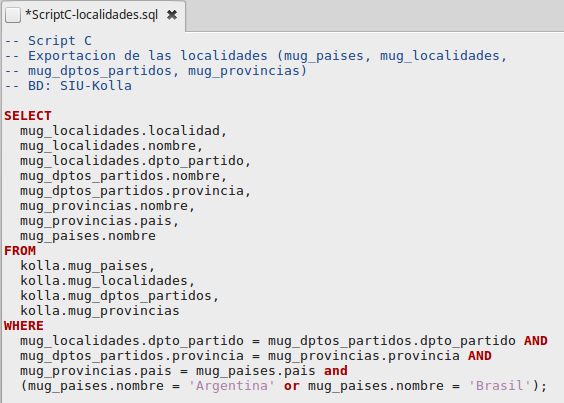 *ScriptC-localidades.sql ✖
-- Script C
-- Exportacion de las localidades (mug_paises, mug_localidades,
-- mug_dptos_partidos, mug_provincias)
-- BD: SIU-Kolla
SELECT
mug_localidades.localidad,
mug_localidades.nombre,
mug_localidades.dpto_partido,
mug_dptos_partidos.nombre,
mug_dptos_partidos.provincia,
mug_provincias.nombre,
mug_provincias.pais,
mug_paises.nombre
FROM
kolla.mug_paises,
kolla.mug_localidades,
kolla.mug_dptos_partidos,
kolla.mug_provincias
WHERE
mug_localidades.dpto_partido = mug_dptos_partidos.dpto_partido AND
mug_dptos_partidos.provincia = mug_provincias.provincia AND
mug_provincias.pais = mug_paises.pais and
(mug_paises.nombre = 'Argentina' or mug_paises.nombre = 'Brasil');